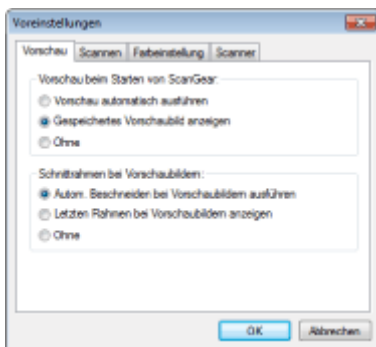 Voreinstellungen
Vorschau Scannen Farbeinstellung Scanner
Vorschau beim Starten von ScanGear:
Vorschau automatisch ausführen
Gespeichertes Vorschaubild anzeigen
Ohne
Schnittrahmen bei Vorschaubildern:
Autom. Beschneiden bei Vorschaubildern ausführen
Letzten Rahmen bei Vorschaubildern anzeigen
Ohne
OK Abbrechen